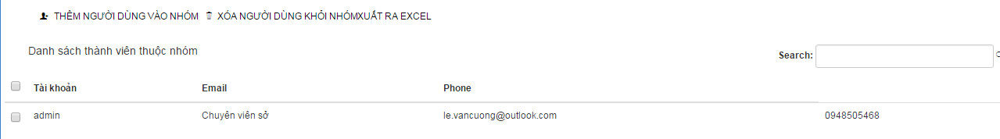 THÊM NGƯỜI DÙNG VÀO NHÓM XÓA NGƯỜI DÙNG KHỎI NHÓMXUẤT RA EXCEL
Danh sách thành viên thuộc nhóm
Search:
Tài khoản Email Phone
admin Chuyên viên sở le.vancuong@outlook.com 0948505468